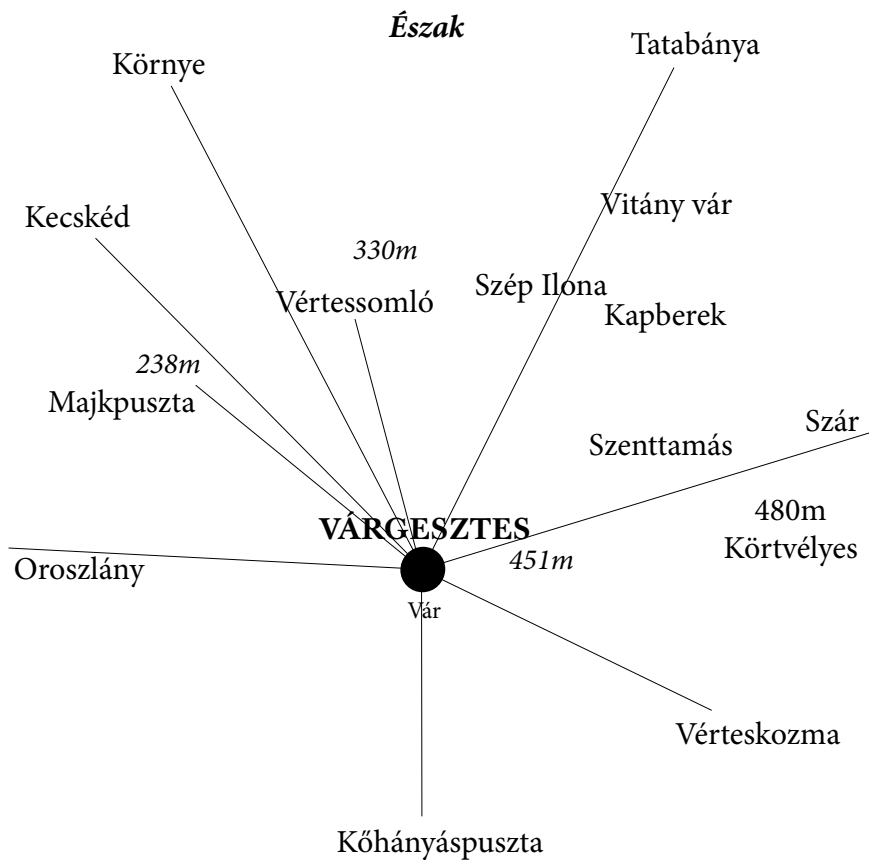 Észak
Tatabánya
Környe
Vitány vár
Kecskéd
330m
Szép Ilona
Vértessomló
Kapberek
238m
Majkpuszta
Szár
Szenttamás
480m
Körtvélyes
VÁRGESZTES
451m
Oroszlány
Vár
Vérteskozma
Kőhányáspuszta